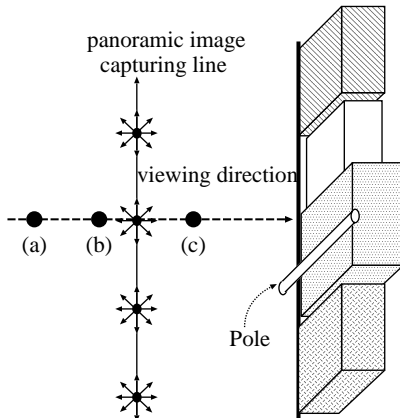 panoramic image
capturing line
viewing direction
(a) (b) (c)
Pole